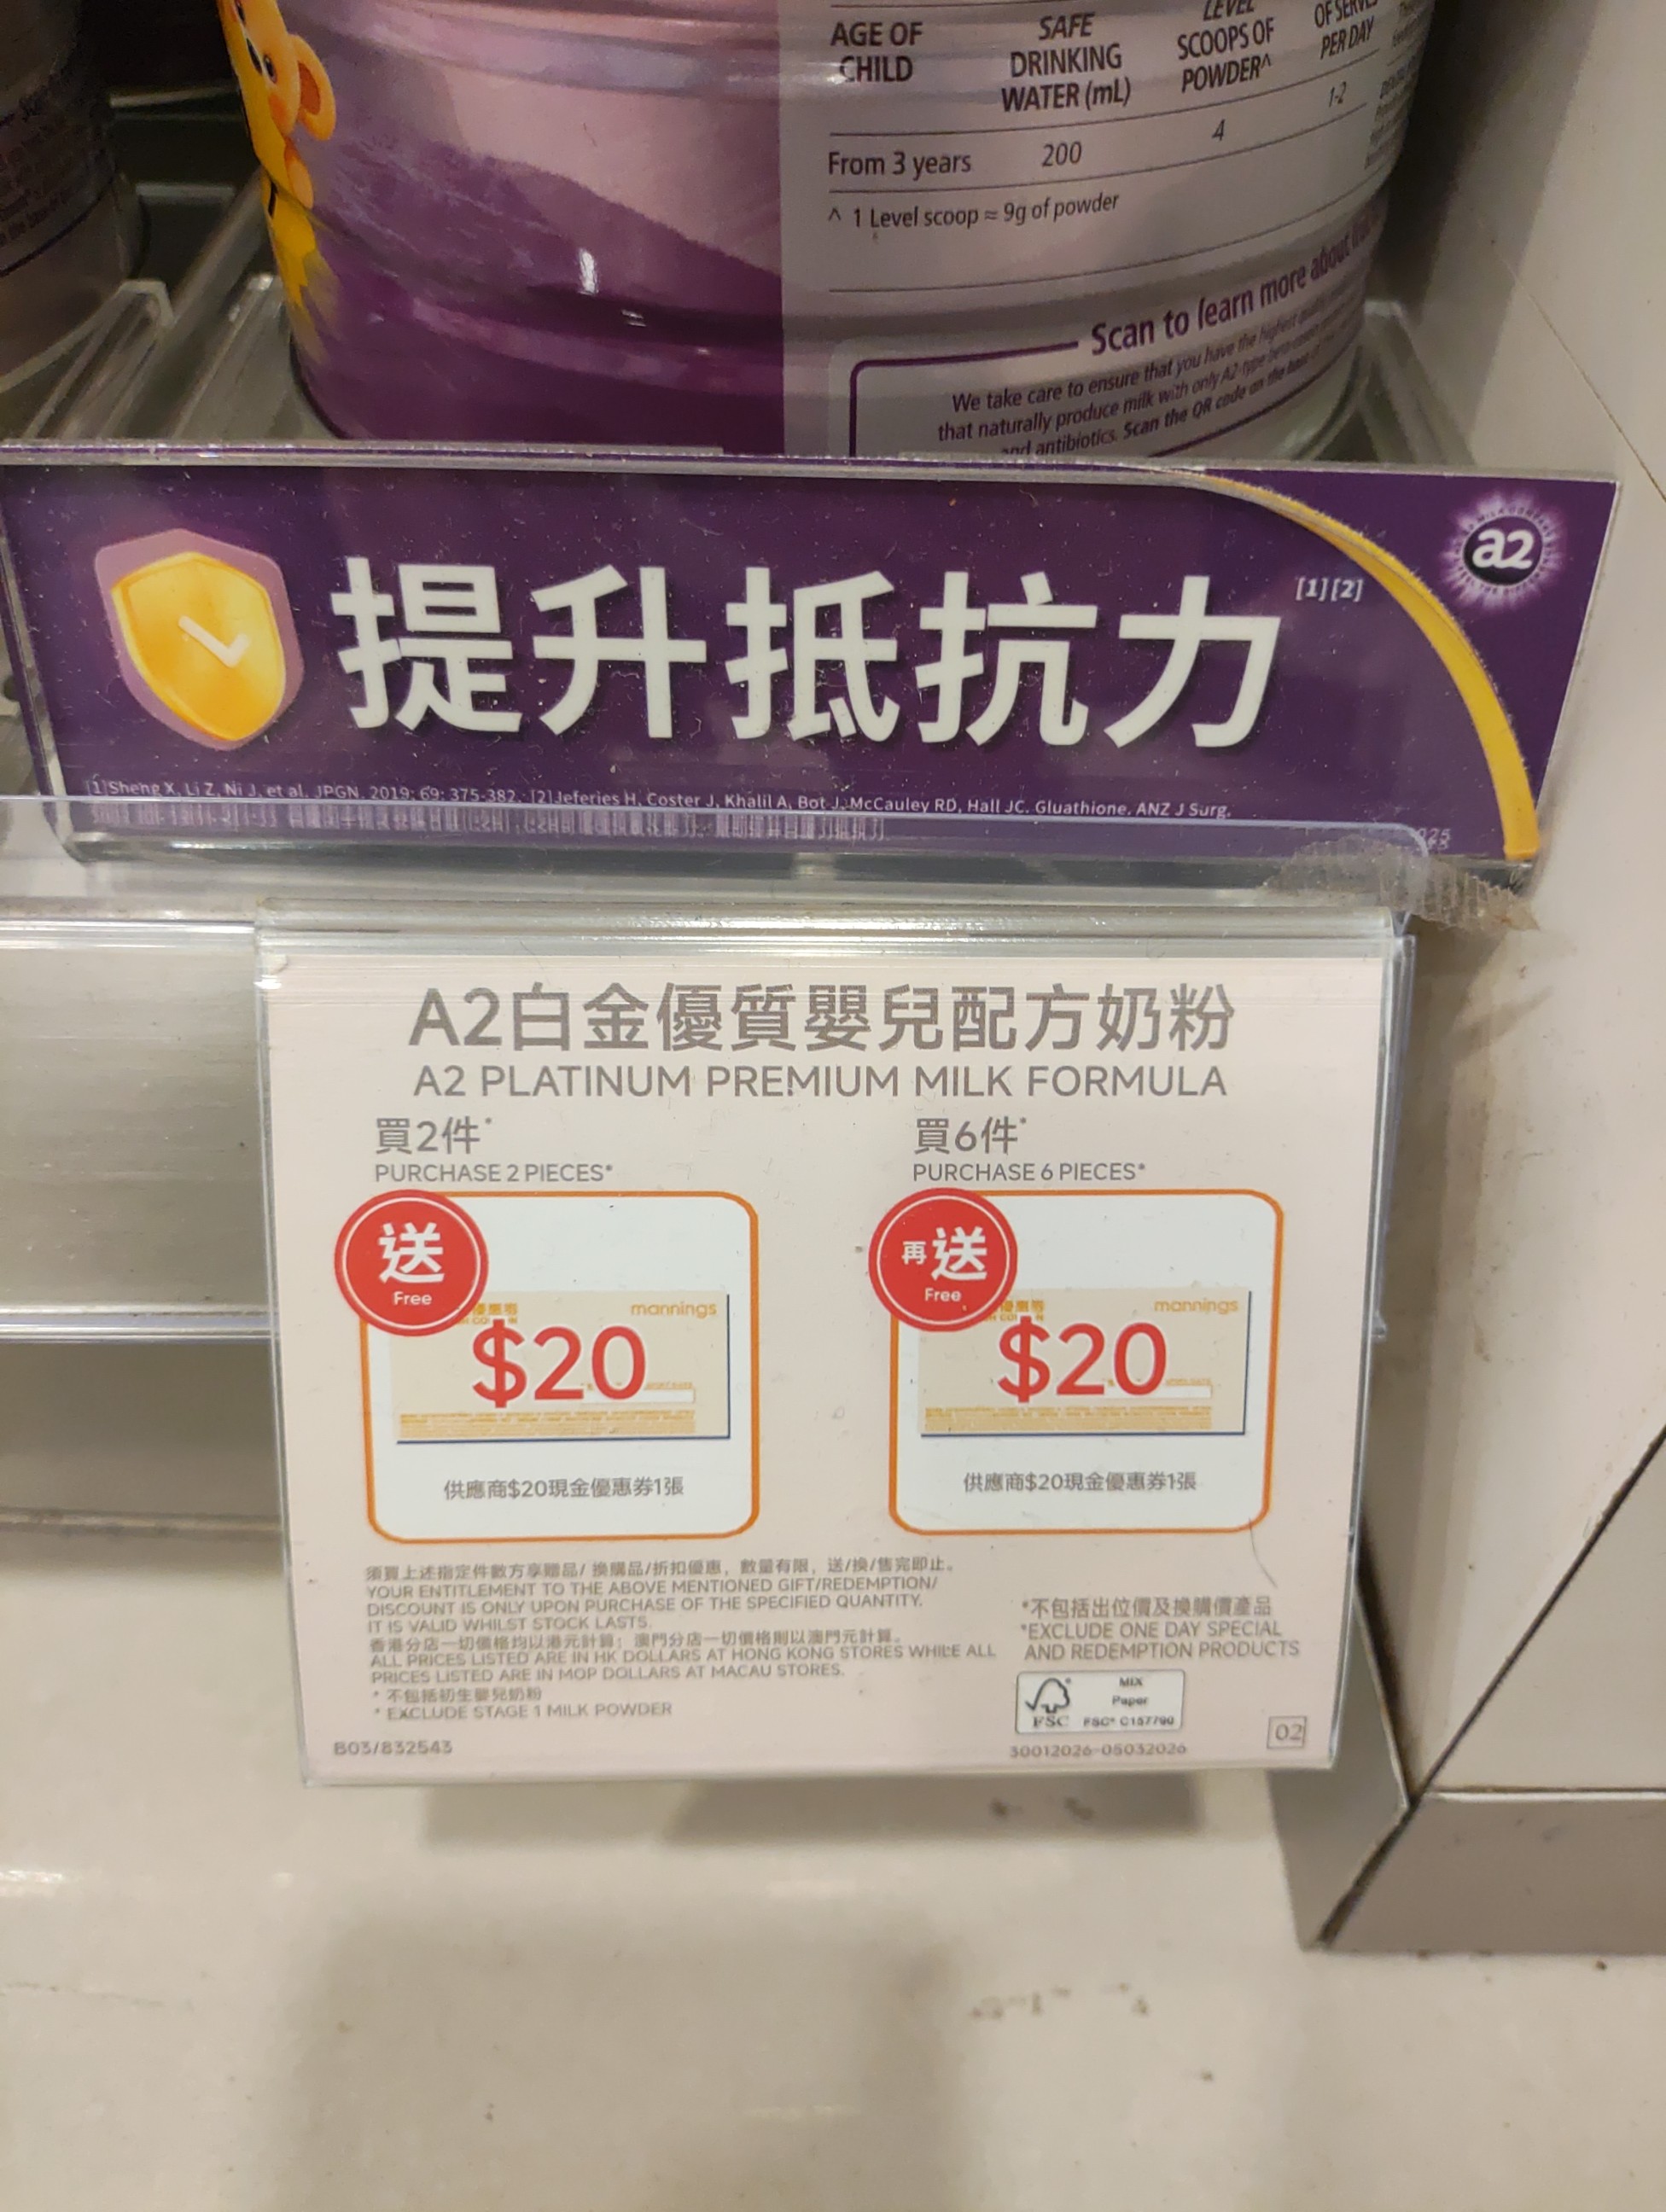 AGE OF
CHILD
SAFE
DRINKING
WATER (mL)
LEVEL
SCOOPS OF
POWDER^
OF SERVES
PER DAY
From 3 years 200 4 1-2
^ 1 Level scoop ≈ 9g of powder
Scan to learn more about
We take care to ensure that you have the highest
that naturally produce milk with only A2-type
and antibiotics. Scan the QR code on the base
提升抵抗力 [1][2]
a2
[1]Sheng X, Li Z, Ni J, et al. JPGN. 2019; 69: 375-382. [2]Jeferies H, Coster J, Khalil A, Bot J, McCauley RD, Hall JC. Gluathione. ANZ J Surg.
A2白金優質嬰兒配方奶粉
A2 PLATINUM PREMIUM MILK FORMULA
買2件*
PURCHASE 2 PIECES*
送
Free
mannings
$20
供應商$20現金優惠券1張
買6件*
PURCHASE 6 PIECES*
再送
Free
mannings
$20
供應商$20現金優惠券1張
須買上述指定件數方享贈品/ 換購品/折扣優惠，數量有限，送/換/售完即止。
YOUR ENTITLEMENT TO THE ABOVE MENTIONED GIFT/REDEMPTION/
DISCOUNT IS ONLY UPON PURCHASE OF THE SPECIFIED QUANTITY.
IT IS VALID WHILST STOCK LASTS.
香港分店一切價格均以港元計算；澳門分店一切價格則以澳門元計算。
ALL PRICES LISTED ARE IN HK DOLLARS AT HONG KONG STORES WHILE ALL
PRICES LISTED ARE IN MOP DOLLARS AT MACAU STORES.
* 不包括初生嬰兒奶粉
* EXCLUDE STAGE 1 MILK POWDER
B03/832543
*不包括出位價及換購價產品
*EXCLUDE ONE DAY SPECIAL
AND REDEMPTION PRODUCTS
FSC
MIX
Paper
FSC® C157790
30012026-05032026
02